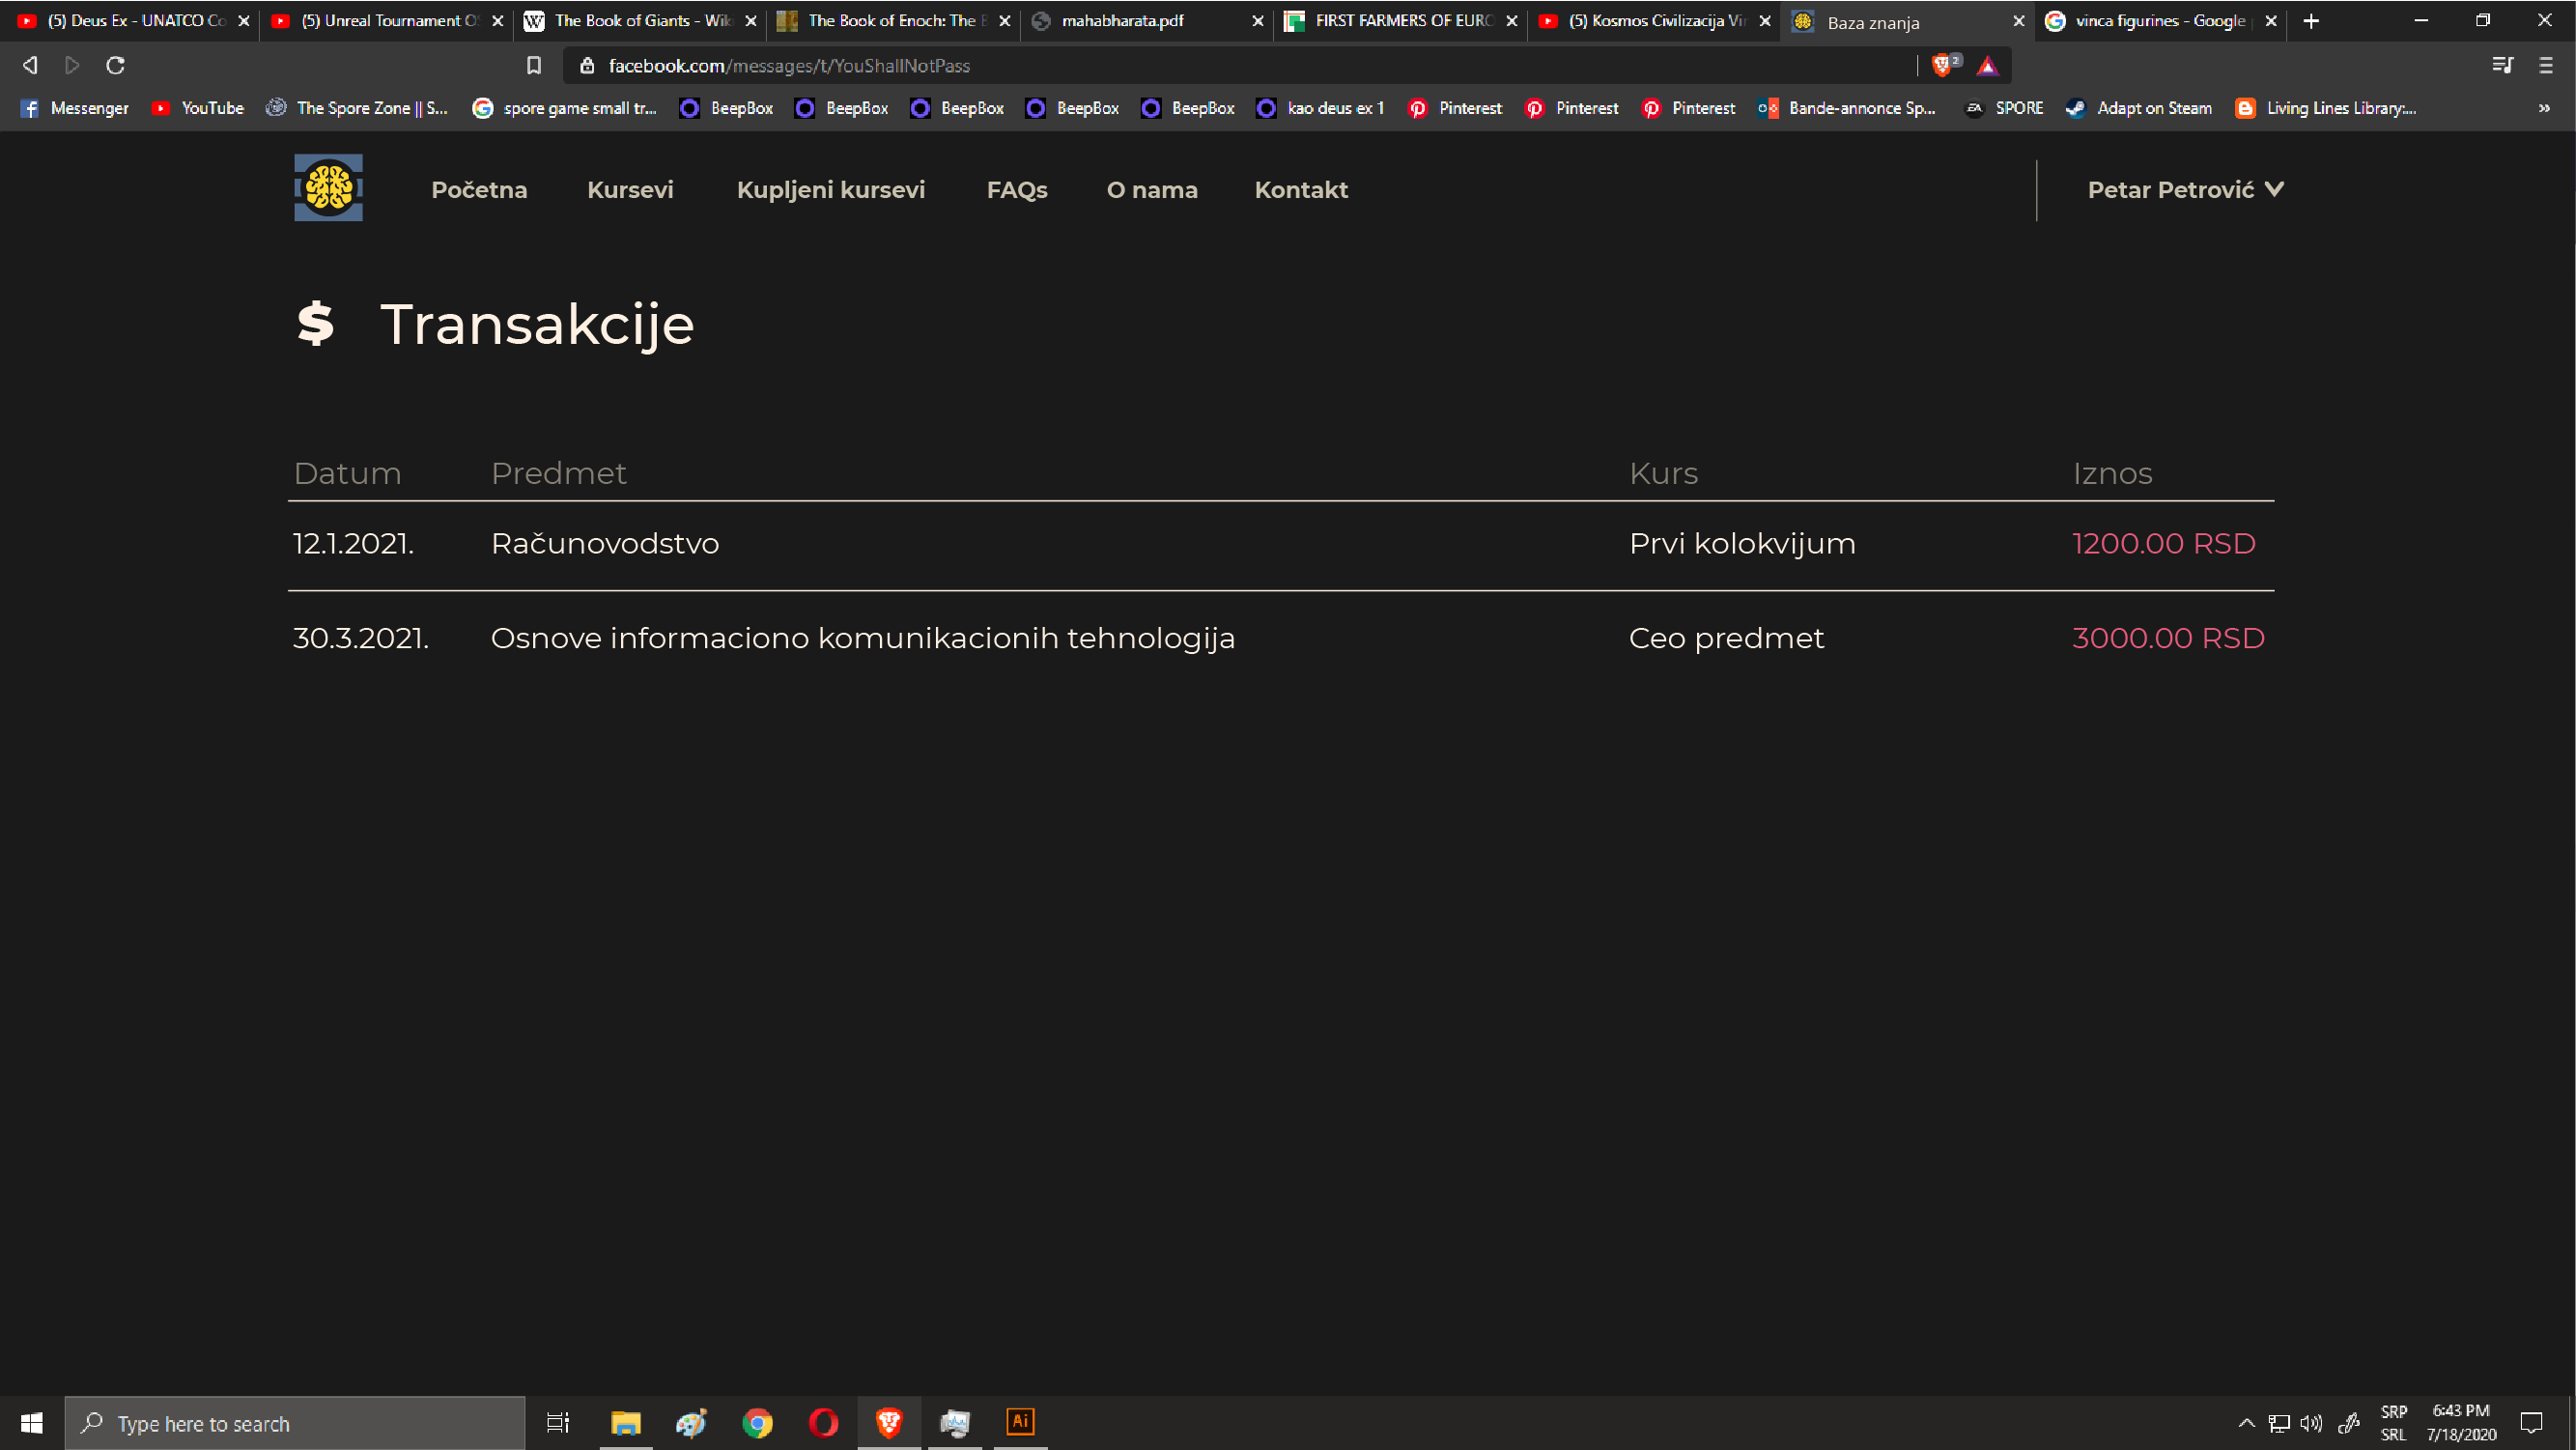 (5) Deus Ex - UNATCO Co
(5) Unreal Tournament O
The Book of Giants - Wiki
The Book of Enoch: The B
mahabharata.pdf
FIRST FARMERS OF EURO
(5) Kosmos Civilizacija Vin
Baza znanja
vinca figurines - Google
facebook.com/messages/t/YouShallNotPass
2
Messenger
YouTube
The Spore Zone || S...
spore game small tr...
BeepBox
BeepBox
BeepBox
BeepBox
BeepBox
kao deus ex 1
Pinterest
Pinterest
Pinterest
Bande-annonce Sp...
SPORE
Adapt on Steam
Living Lines Library:...
»
Početna
Kursevi
Kupljeni kursevi
FAQs
O nama
Kontakt
Petar Petrović
$ Transakcije
Datum Predmet Kurs Iznos
12.1.2021. Računovodstvo Prvi kolokvijum 1200.00 RSD
30.3.2021. Osnove informaciono komunikacionih tehnologija Ceo predmet 3000.00 RSD
Type here to search
Ai
SRP
SRL
6:43 PM
7/18/2020